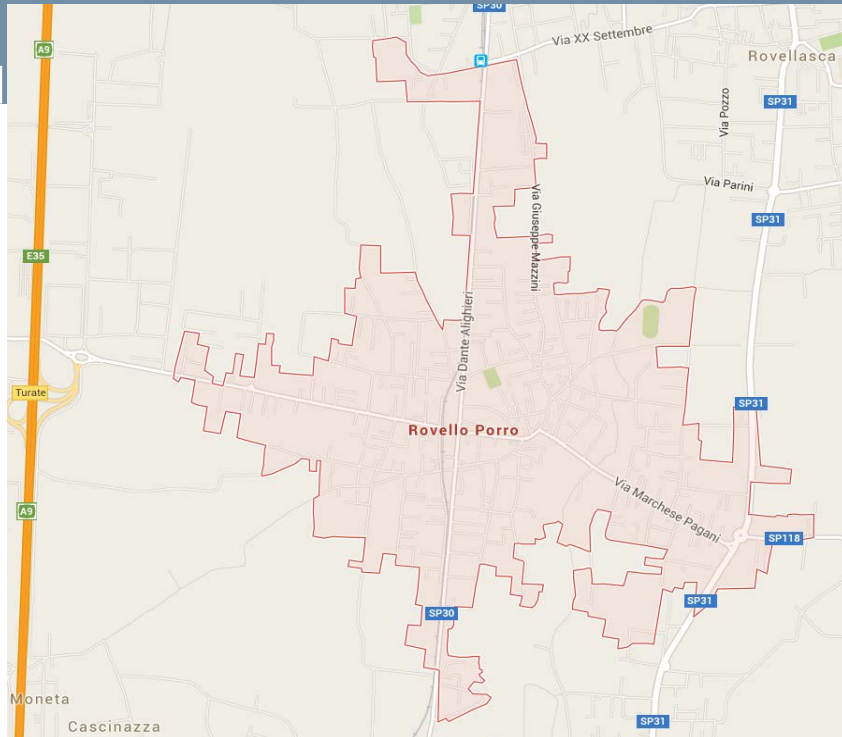 SP30
A9
Via XX Settembre
Rovellasca
SP31
Via Pozzo
Via Parini
Via Giuseppe Mazzini
SP31
E35
Via Dante Alighieri
Turate
SP31
Rovello Porro
Via Marchese Pagani
A9
SP118
SP31
SP30
Moneta
SP31
Cascinazza